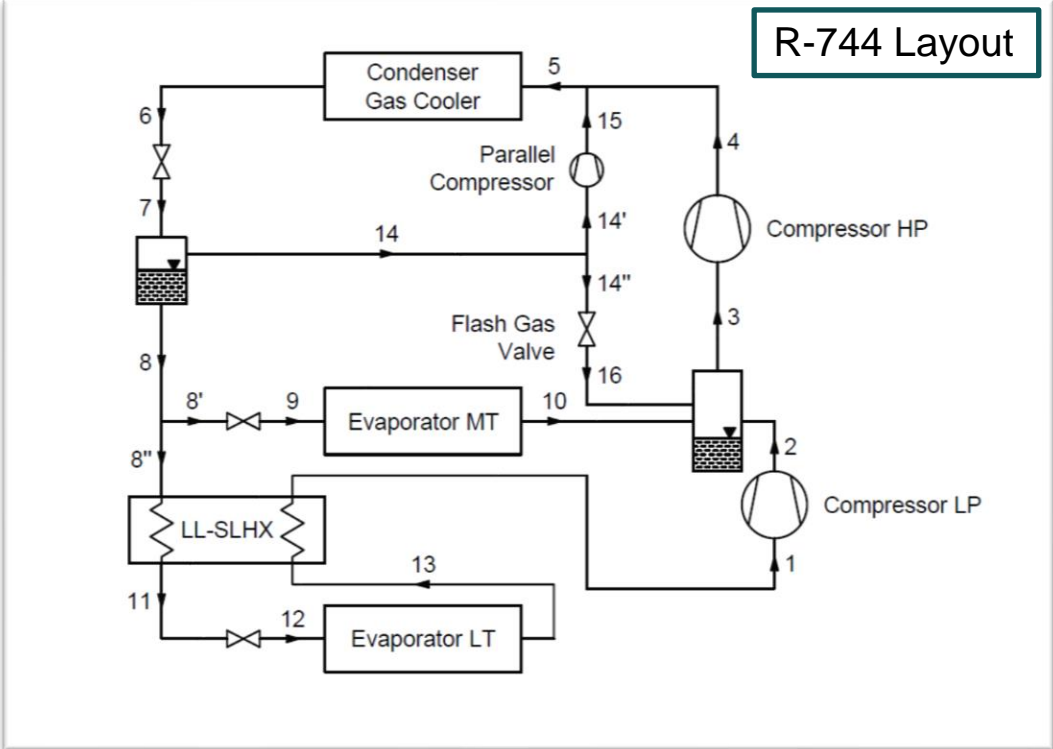 R-744 Layout
Condenser
Gas Cooler
5
6
15
4
Parallel
Compressor
7
14'
Compressor HP
14
14"
Flash Gas
Valve
3
8
16
8'
9
Evaporator MT
10
2
8"
LL-SLHX
Compressor LP
13
1
11
12
Evaporator LT